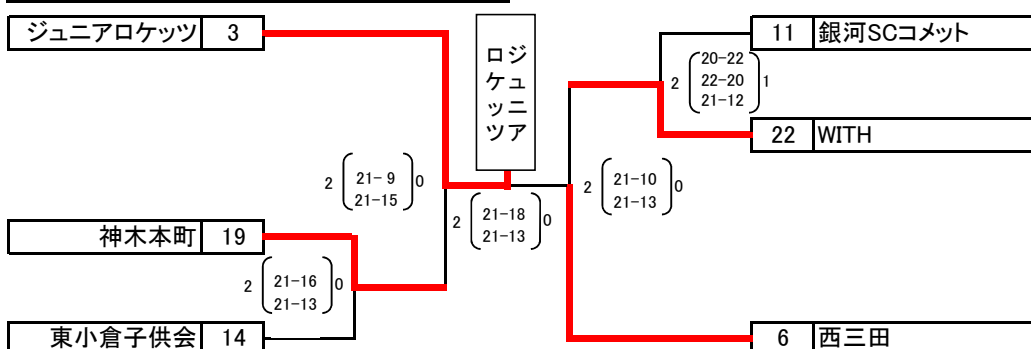 ジュニアロケッツ 3
ジュニア
ロケッツ
11 銀河SCコメット
2 20-22 1
22-20
21-12
22 WITH
2 21- 9 0
21-15
2 21-10 0
21-13
2 21-18 0
21-13
神木本町 19
2 21-16 0
21-13
東小倉子供会 14
6 西三田